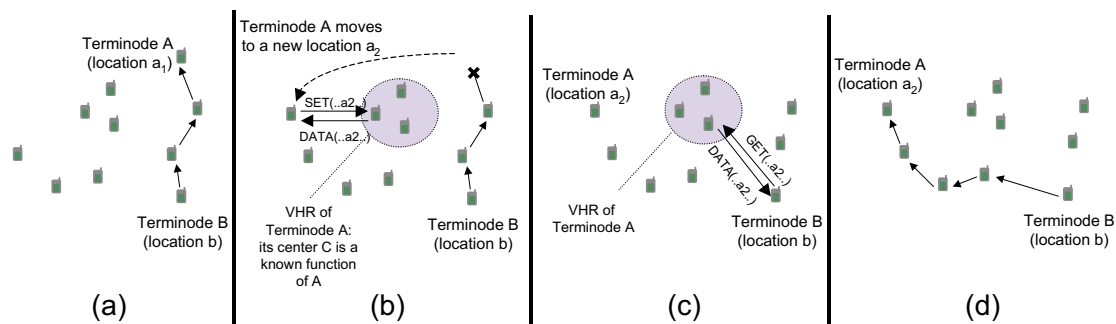 Terminode A
(location a₁)
Terminode B
(location b)
(a)
Terminode A moves
to a new location a₂
SET(..a2..)
DATA(..a2..)
VHR of
Terminode A:
its center C is a
known function
of A
Terminode B
(location b)
(b)
Terminode A
(location a₂)
GET(..a2..)
DATA(..a2..)
VHR of
Terminode A
Terminode B
(location b)
(c)
Terminode A
(location a₂)
Terminode B
(location b)
(d)